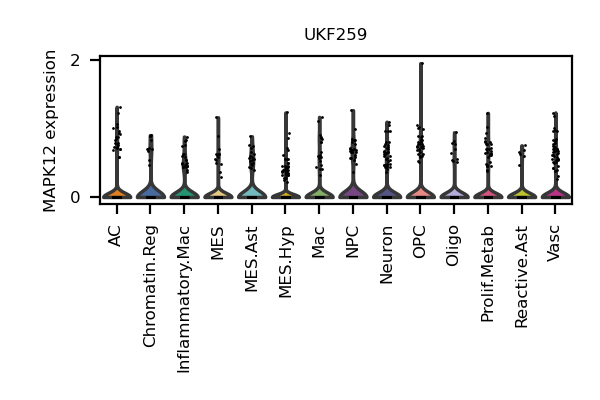 UKF259
MAPK12 expression
2
0
AC
Chromatin.Reg
Inflammatory.Mac
MES
MES.Ast
MES.Hyp
Mac
NPC
Neuron
OPC
Oligo
Prolif.Metab
Reactive.Ast
Vasc